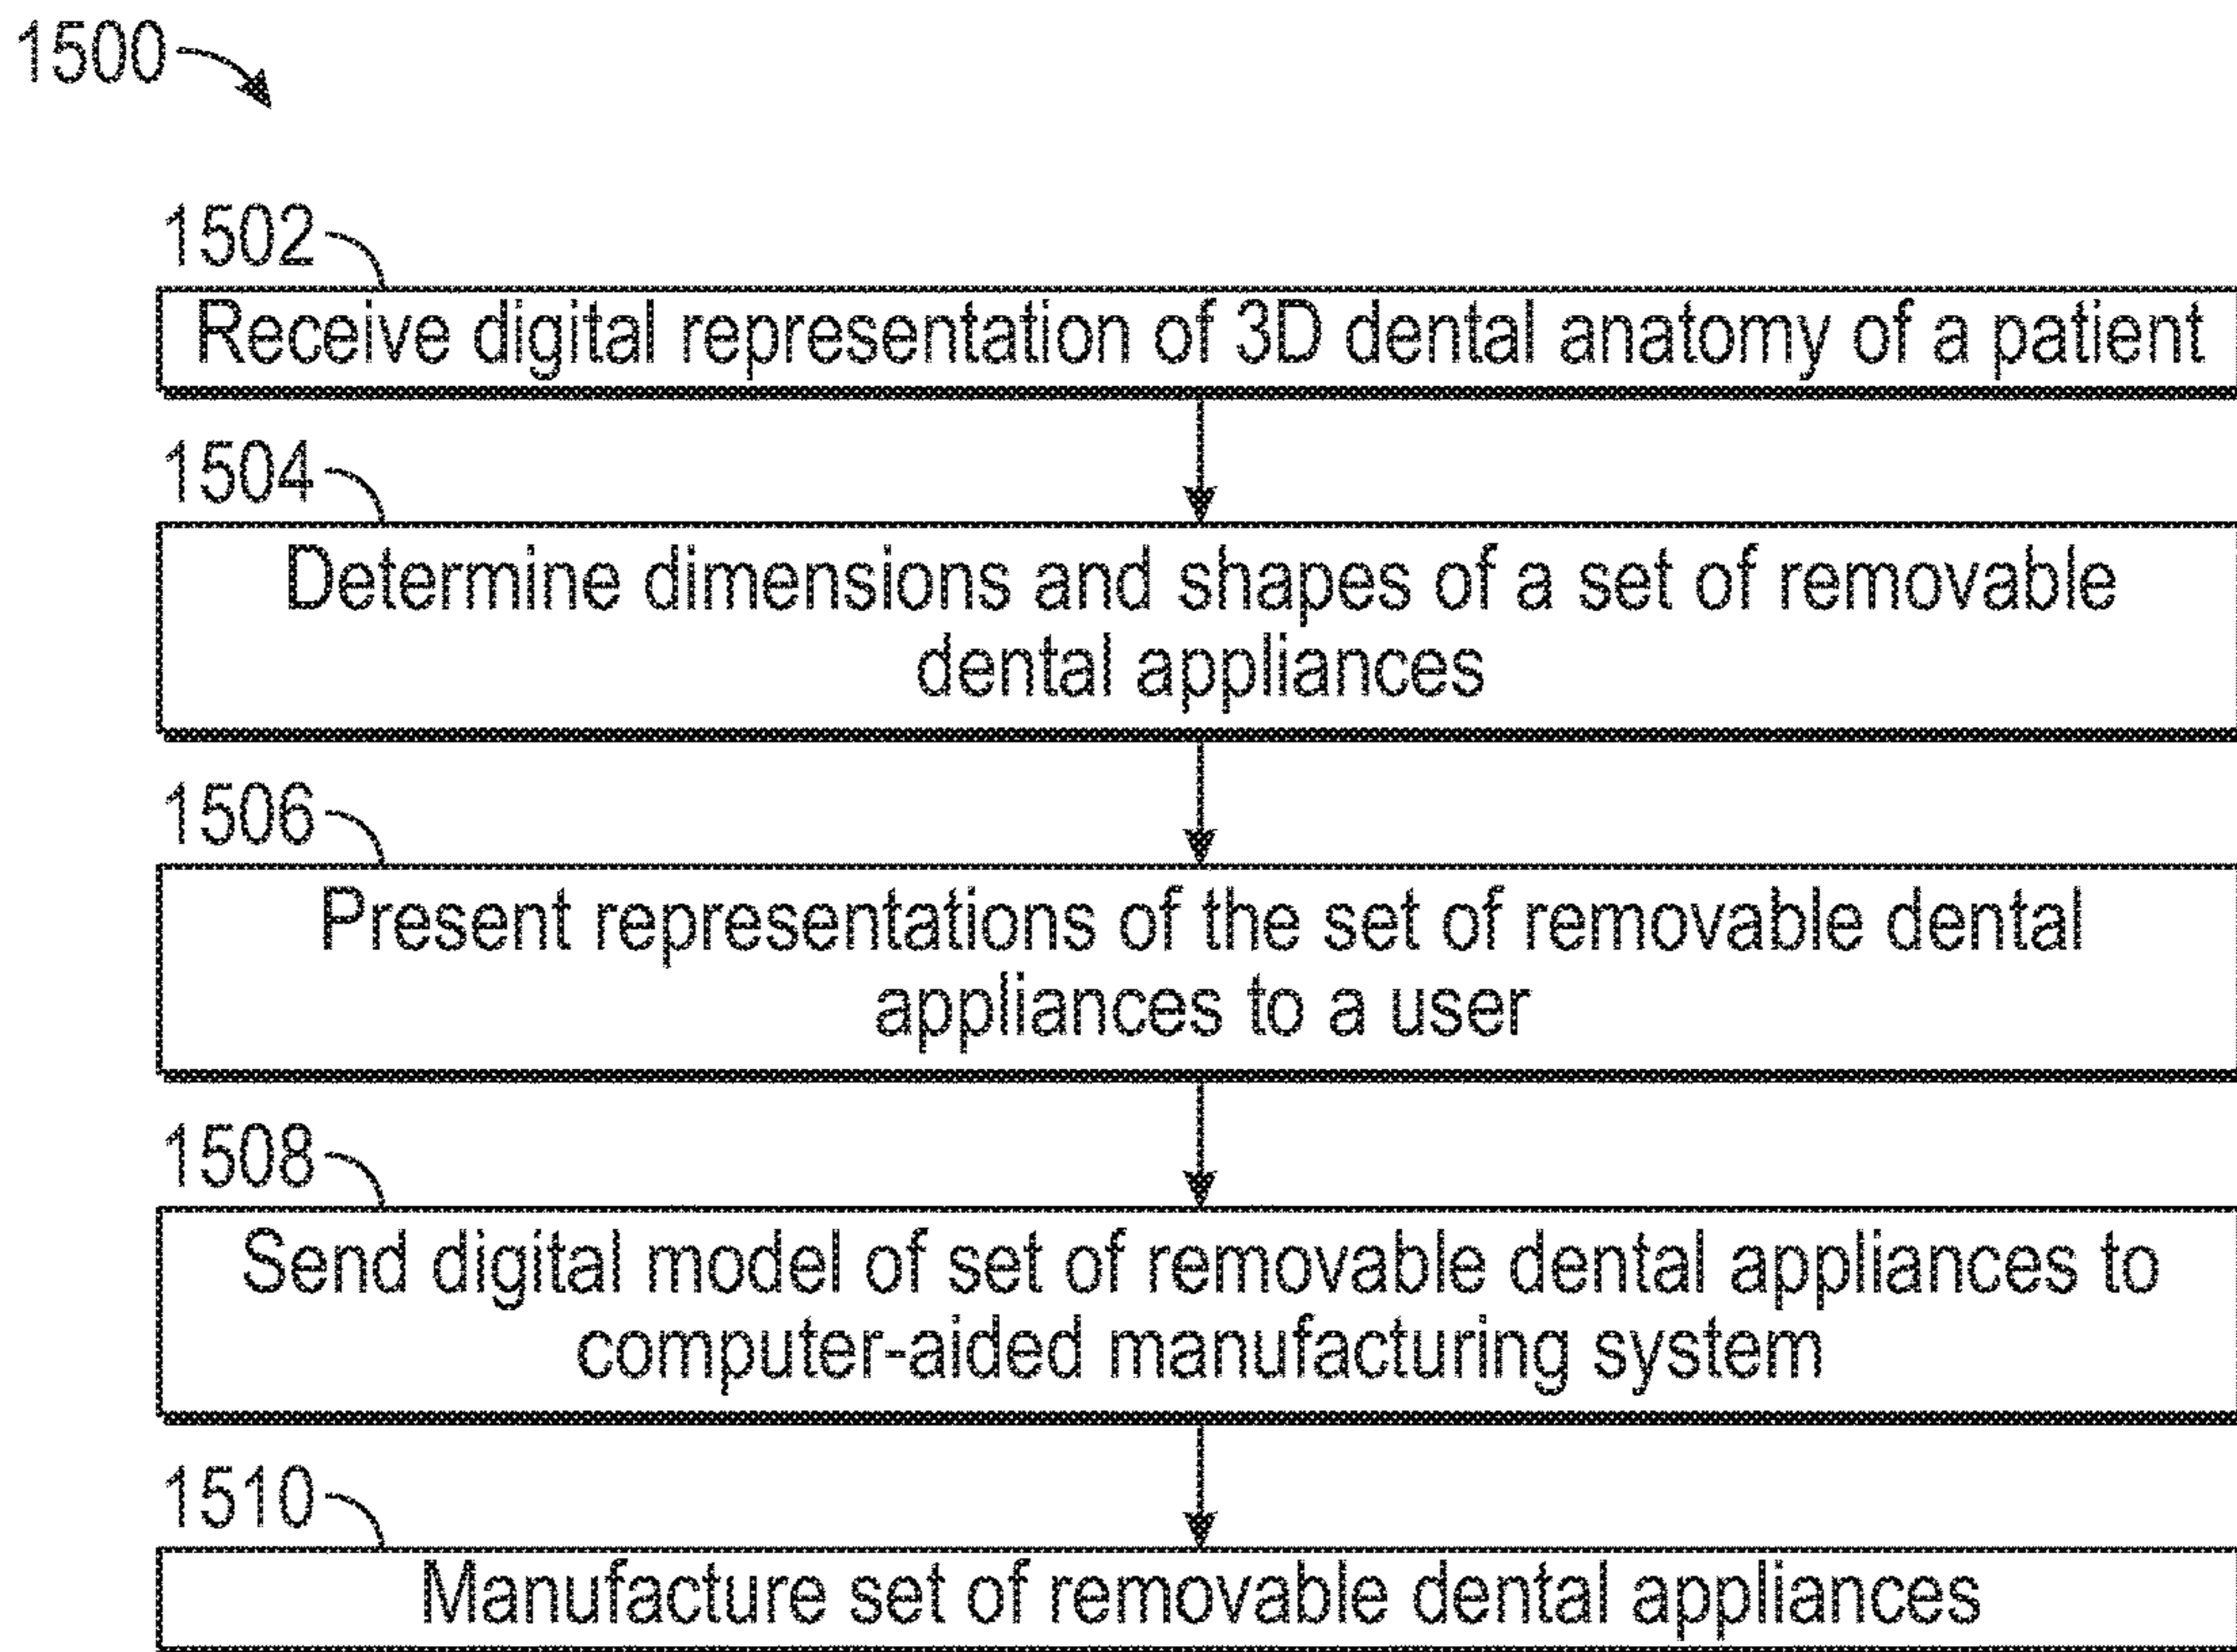 1500
1502
Receive digital representation of 3D dental anatomy of a patient
1504
Determine dimensions and shapes of a set of removable
dental appliances
1506
Present representations of the set of removable dental
appliances to a user
1508
Send digital model of set of removable dental appliances to
computer-aided manufacturing system
1510
Manufacture set of removable dental appliances